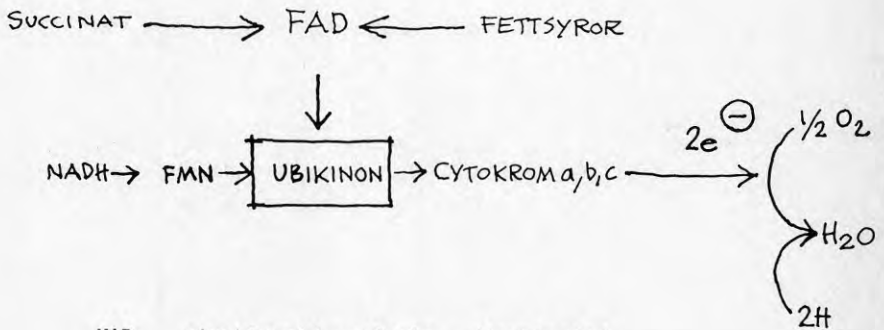 SUCCINAT → FAD ← FETTSYROR
NADH → FMN → UBIKINON → CYTOKROM a,b,c
2e ⊖
½ O₂
H₂O
2H